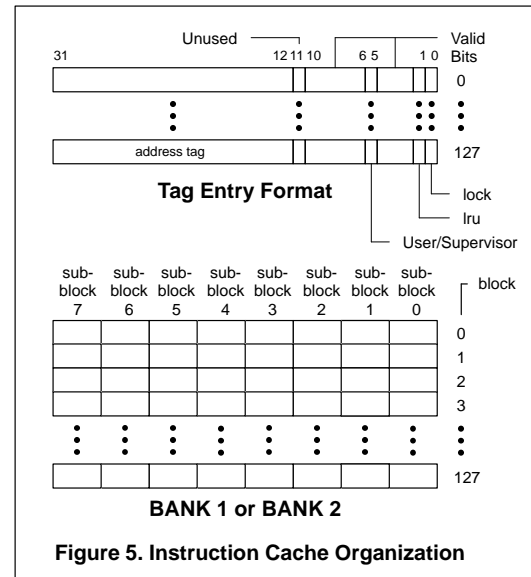 Unused
Valid
Bits
31 12 11 10 6 5 1 0
0
address tag
127
Tag Entry Format
lock
lru
User/Supervisor
sub- sub- sub- sub- sub- sub- sub- sub-
block block block block block block block block
7 6 5 4 3 2 1 0
block
0
1
2
3
127
BANK 1 or BANK 2
Figure 5. Instruction Cache Organization